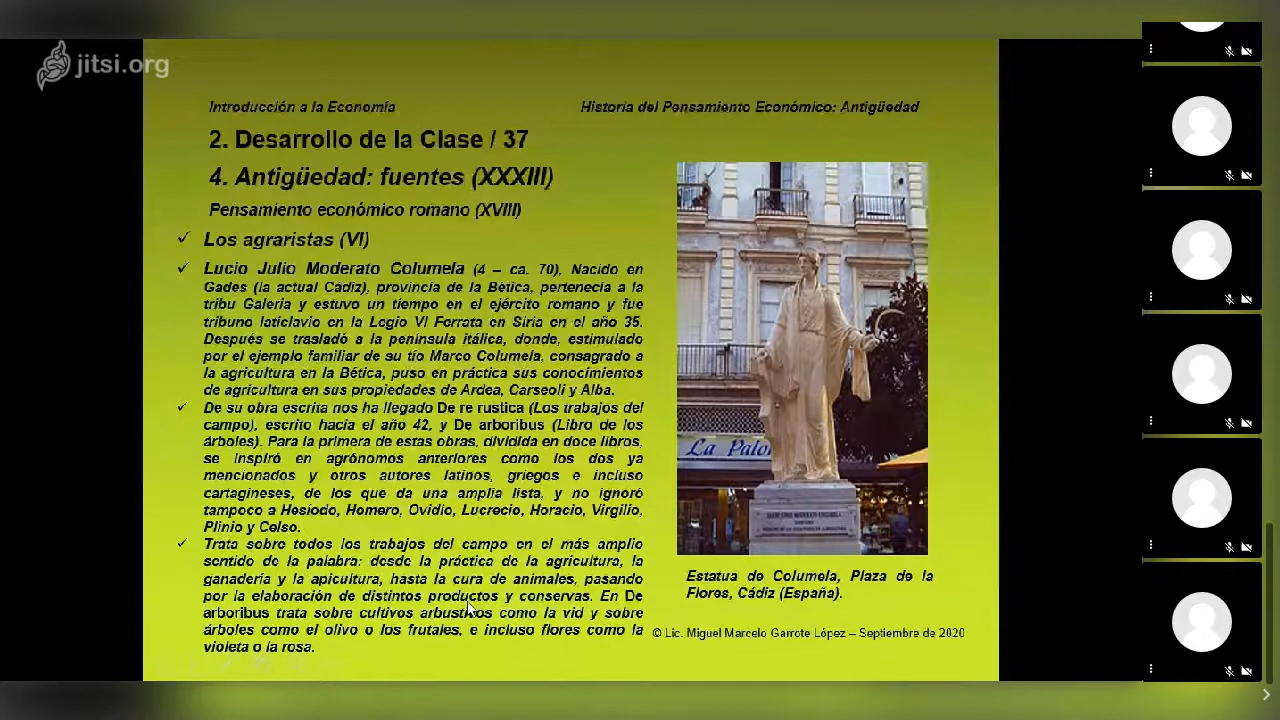 jitsi.org
Introducción a la Economía
Historia del Pensamiento Económico: Antigüedad
2. Desarrollo de la Clase / 37
4. Antigüedad: fuentes (XXXIII)
Pensamiento económico romano (XVIII)
✓ Los agraristas (VI)
✓ Lucio Julio Moderato Columela (4 – ca. 70), Nacido en
Gades (la actual Cádiz), provincia de la Bética, pertenecía a la
tribu Galeria y estuvo un tiempo en el ejército romano y fue
tribuno laticlavio en la Legio VI Ferrata en Siria en el año 35.
Después se trasladó a la península itálica, donde, estimulado
por el ejemplo familiar de su tío Marco Columela, consagrado a
la agricultura en la Bética, puso en práctica sus conocimientos
de agricultura en sus propiedades de Ardea, Carseoli y Alba.
✓ De su obra escrita nos ha llegado De re rustica (Los trabajos del
campo), escrito hacia el año 42, y De arboribus (Libro de los
árboles). Para la primera de estas obras, dividida en doce libros,
se inspiró en agrónomos anteriores como los dos ya
mencionados y otros autores latinos, griegos e incluso
cartagineses, de los que da una amplia lista, y no ignoró
tampoco a Hesíodo, Homero, Ovidio, Lucrecio, Horacio, Virgilio,
Plinio y Celso.
✓ Trata sobre todos los trabajos del campo en el más amplio
sentido de la palabra: desde la práctica de la agricultura, la
ganadería y la apicultura, hasta la cura de animales, pasando
por la elaboración de distintos productos y conservas. En De
arboribus trata sobre cultivos arbustivos como la vid y sobre
árboles como el olivo o los frutales, e incluso flores como la
violeta o la rosa.
La Palo
Estatua de Columela, Plaza de la
Flores, Cádiz (España).
© Lic. Miguel Marcelo Garrote López – Septiembre de 2020